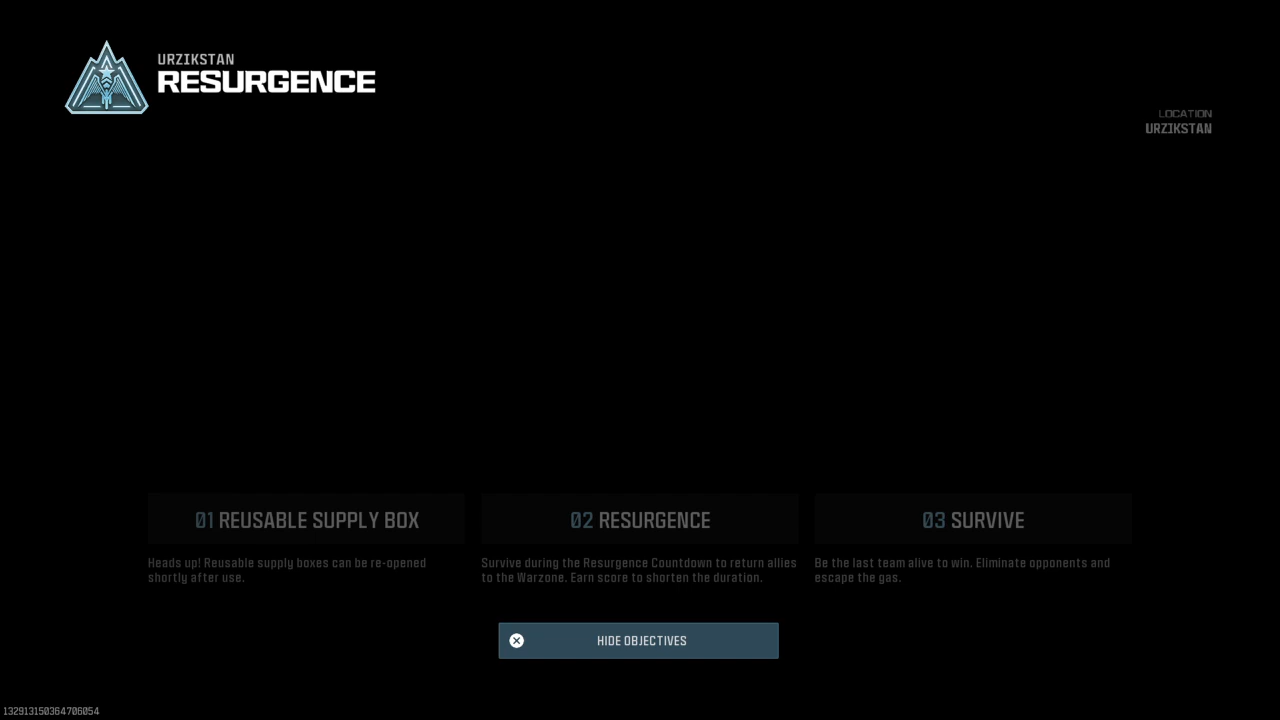 URZIKSTAN
RESURGENCE
LOCATION
URZIKSTAN
01 REUSABLE SUPPLY BOX
Heads up! Reusable supply boxes can be re-opened
shortly after use.
02 RESURGENCE
Survive during the Resurgence Countdown to return allies
to the Warzone. Earn score to shorten the duration.
03 SURVIVE
Be the last team alive to win. Eliminate opponents and
escape the gas.
HIDE OBJECTIVES
132913150364706054